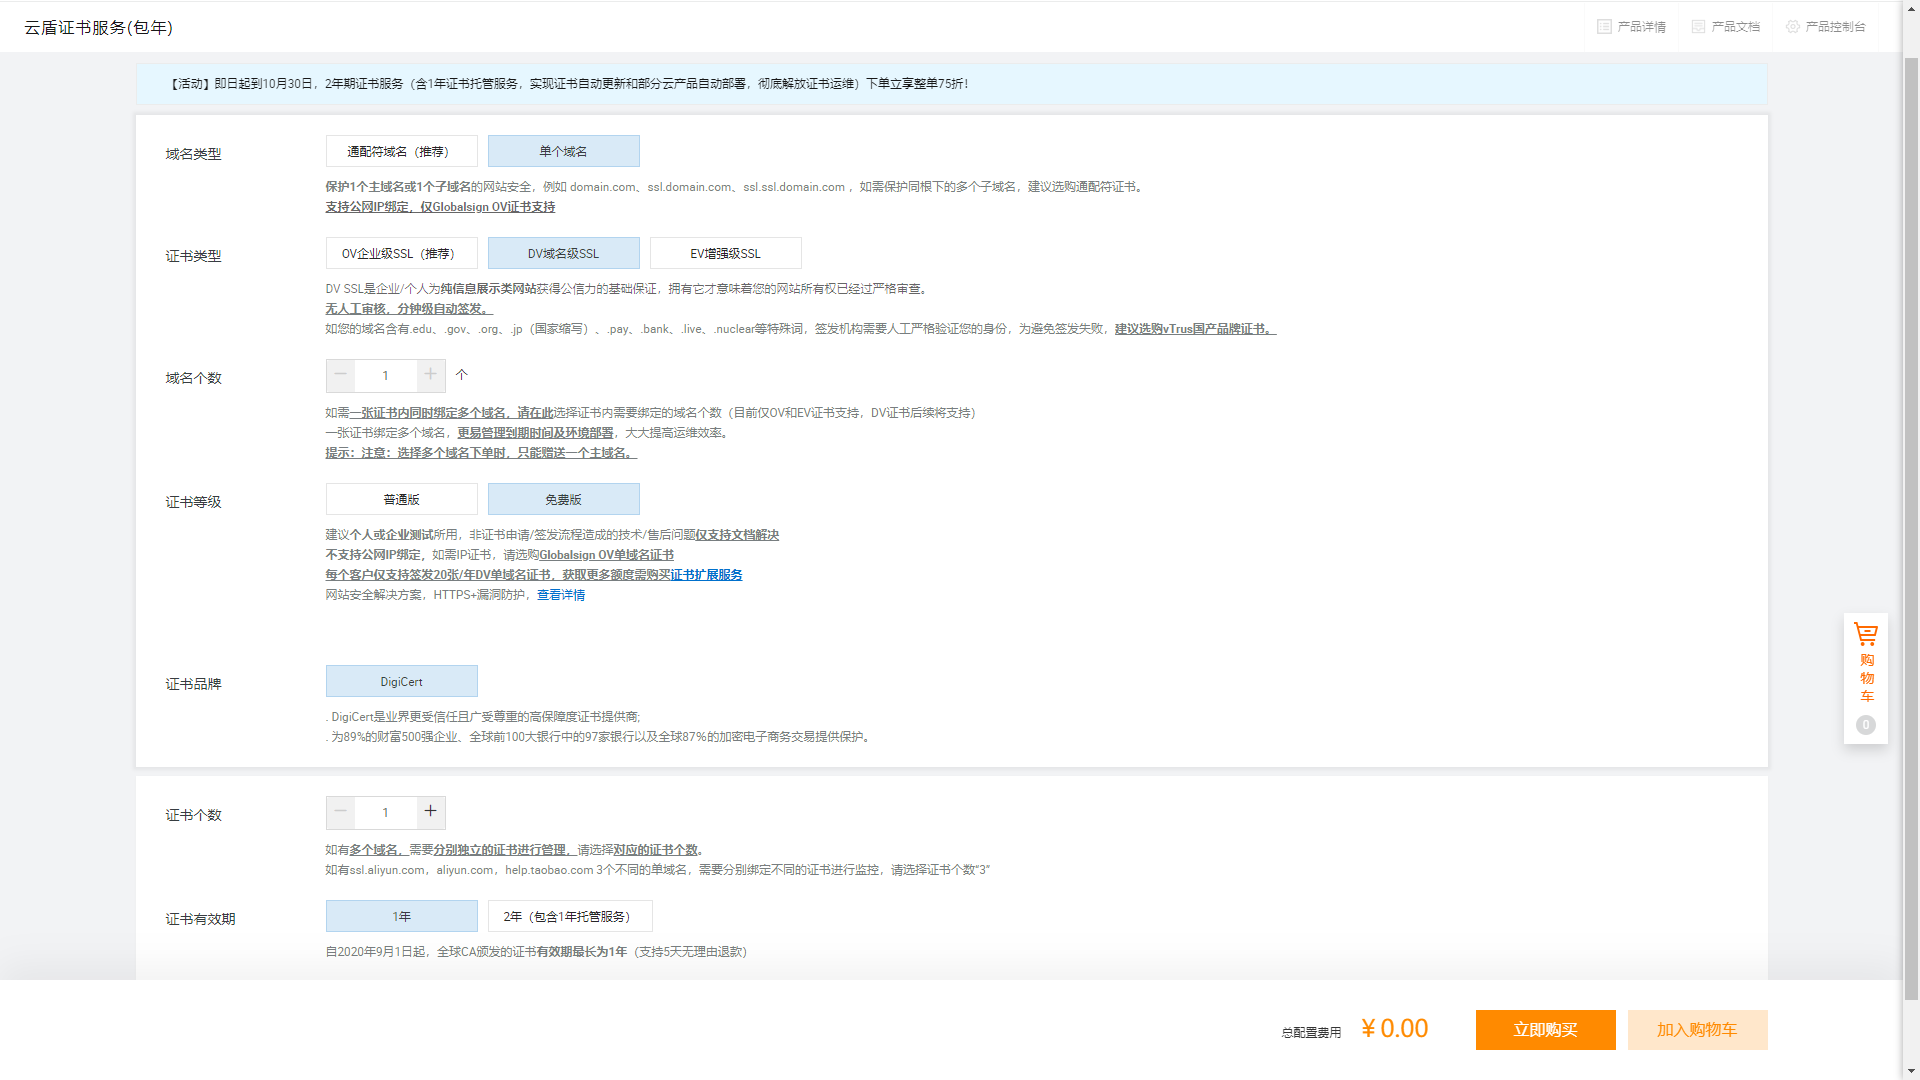 云盾证书服务(包年)
产品详情
产品文档
产品控制台
【活动】即日起到10月30日，2年期证书服务（含1年证书托管服务，实现证书自动更新和部分云产品自动部署，彻底解放证书运维）下单立享整单75折！
域名类型
通配符域名（推荐）
单个域名
保护1个主域名或1个子域名的网站安全，例如 domain.com、ssl.domain.com、ssl.ssl.domain.com ，如需保护同根下的多个子域名，建议选购通配符证书。
支持公网IP绑定，仅Globalsign OV证书支持
证书类型
OV企业级SSL（推荐）
DV域名级SSL
EV增强级SSL
DV SSL是企业/个人为纯信息展示类网站获得公信力的基础保证，拥有它才意味着您的网站所有权已经过严格审查。
无人工审核，分钟级自动签发。
如您的域名含有.edu、.gov、.org、.jp（国家缩写）、.pay、.bank、.live、.nuclear等特殊词，签发机构需要人工严格验证您的身份，为避免签发失败，建议选购vTrus国产品牌证书。
域名个数
1
个
如需一张证书内同时绑定多个域名，请在此选择证书内需要绑定的域名个数（目前仅OV和EV证书支持，DV证书后续将支持）
一张证书绑定多个域名，更易管理到期时间及环境部署，大大提高运维效率。
提示：注意：选择多个域名下单时，只能赠送一个主域名。
证书等级
普通版
免费版
建议个人或企业测试所用，非证书申请/签发流程造成的技术/售后问题仅支持文档解决
不支持公网IP绑定，如需IP证书，请选购Globalsign OV单域名证书
每个客户仅支持签发20张/年DV单域名证书，获取更多额度需购买证书扩展服务
网站安全解决方案，HTTPS+漏洞防护，查看详情
证书品牌
DigiCert
. DigiCert是业界更受信任且广受尊重的高保障度证书提供商;
. 为89%的财富500强企业、全球前100大银行中的97家银行以及全球87%的加密电子商务交易提供保护。
购物车
0
证书个数
1
如有多个域名，需要分别独立的证书进行管理，请选择对应的证书个数。
如有ssl.aliyun.com，aliyun.com，help.taobao.com 3个不同的单域名，需要分别绑定不同的证书进行监控，请选择证书个数“3”
证书有效期
1年
2年（包含1年托管服务）
自2020年9月1日起，全球CA颁发的证书有效期最长为1年（支持5天无理由退款）
总配置费用
¥ 0.00
立即购买
加入购物车